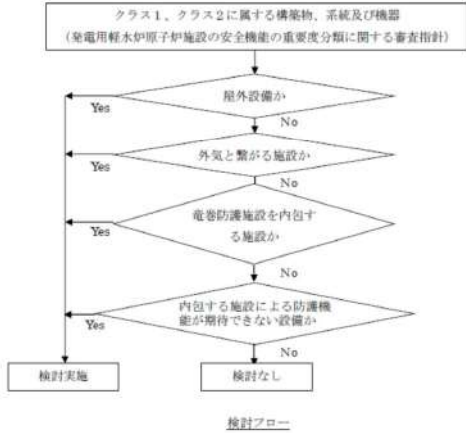 クラス1、クラス2に属する構築物、系統及び機器
(発電用軽水炉原子炉施設の安全機能の重要度分類に関する審査指針)
屋外設備か
Yes
No
外気と繋がる施設か
Yes
No
竜巻防護施設を内包す
る施設か
Yes
No
内包する施設による防護機
能が期待できない設備か
Yes
No
検討実施
検討なし
検討フロー